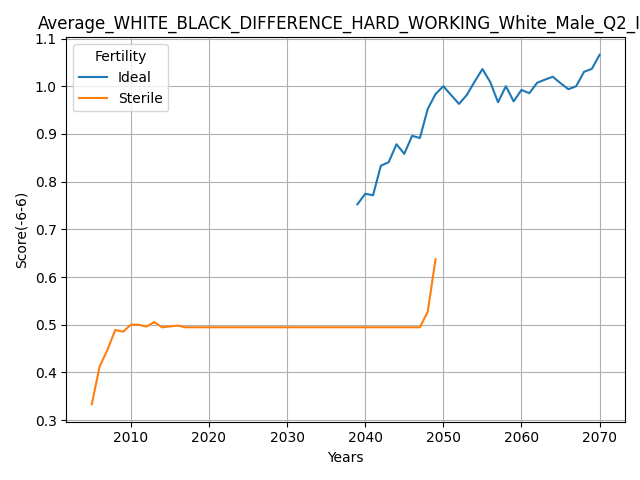 Average_WHITE_BLACK_DIFFERENCE_HARD_WORKING_White_Male_Q2_I
Fertility
Ideal
Sterile
Score(-6-6)
1.1
1.0
0.9
0.8
0.7
0.6
0.5
0.4
0.3
2010 2020 2030 2040 2050 2060 2070
Years